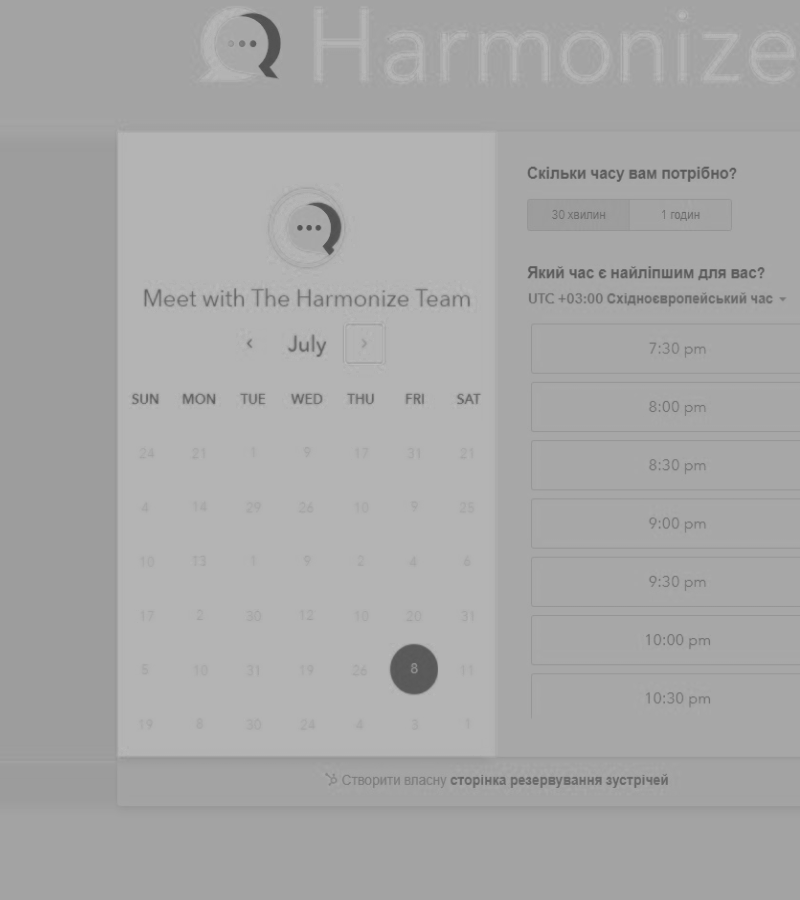 Harmonize
Meet with The Harmonize Team
July
SUN MON TUE WED THU FRI SAT
24 21 1 9 17 31 21
4 14 29 26 10 9 25
10 13 1 9 2 4 6
17 2 30 12 10 20 31
5 10 31 19 26 8 11
19 8 30 24 4 3 1
Скільки часу вам потрібно?
30 хвилин 1 годин
Який час є найліпшим для вас?
UTC +03:00 Східноєвропейський час
7:30 pm
8:00 pm
8:30 pm
9:00 pm
9:30 pm
10:00 pm
10:30 pm
Створити власну сторінка резервування зустрічей